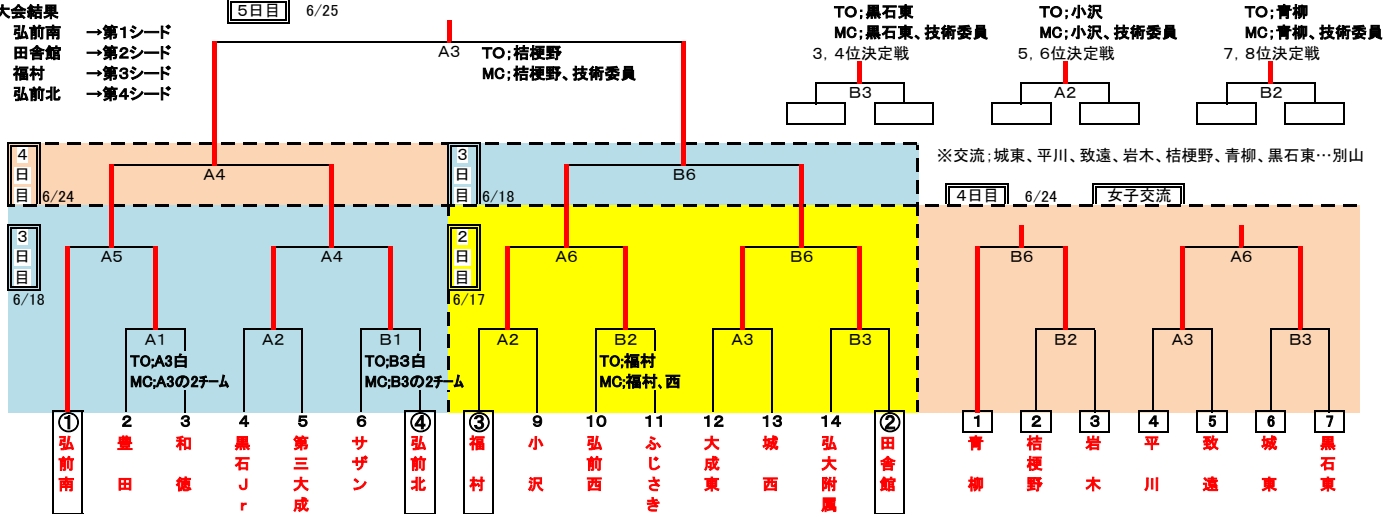 大会結果
弘前南 →第1シード
田舎館 →第2シード
福村 →第3シード
弘前北 →第4シード
5日目 6/25
A3
TO;桔梗野
MC;桔梗野、技術委員
TO;黒石東
MC;黒石東、技術委員
3，4位決定戦
B3
TO;小沢
MC;小沢、技術委員
5，6位決定戦
A2
TO;青柳
MC;青柳、技術委員
7，8位決定戦
B2
4日目 6/24
A4
3日目 6/18
B6
※交流;城東、平川、致遠、岩木、桔梗野、青柳、黒石東…別山
4日目 6/24 女子交流
3日目 6/18
A5
A4
2日目 6/17
A6
B6
B6
A6
A1
TO;A3白
MC;A3の2チーム
A2
B1
TO;B3白
MC;B3の2チーム
A2
B2
TO;福村
MC;福村、西
A3
B3
B2
A3
B3
① 2 3 4 5 6 ④ ③ 9 10 11 12 13 14 ② 1 2 3 4 5 6 7
弘前南
豊田
和徳
黒石Jr
第三大成
サザン
弘前北
福村
小沢
弘前西
ふじさき
大成東
城西
弘大附属
田舎館
青柳
桔梗野
岩木
平川
致遠
城東
黒石東